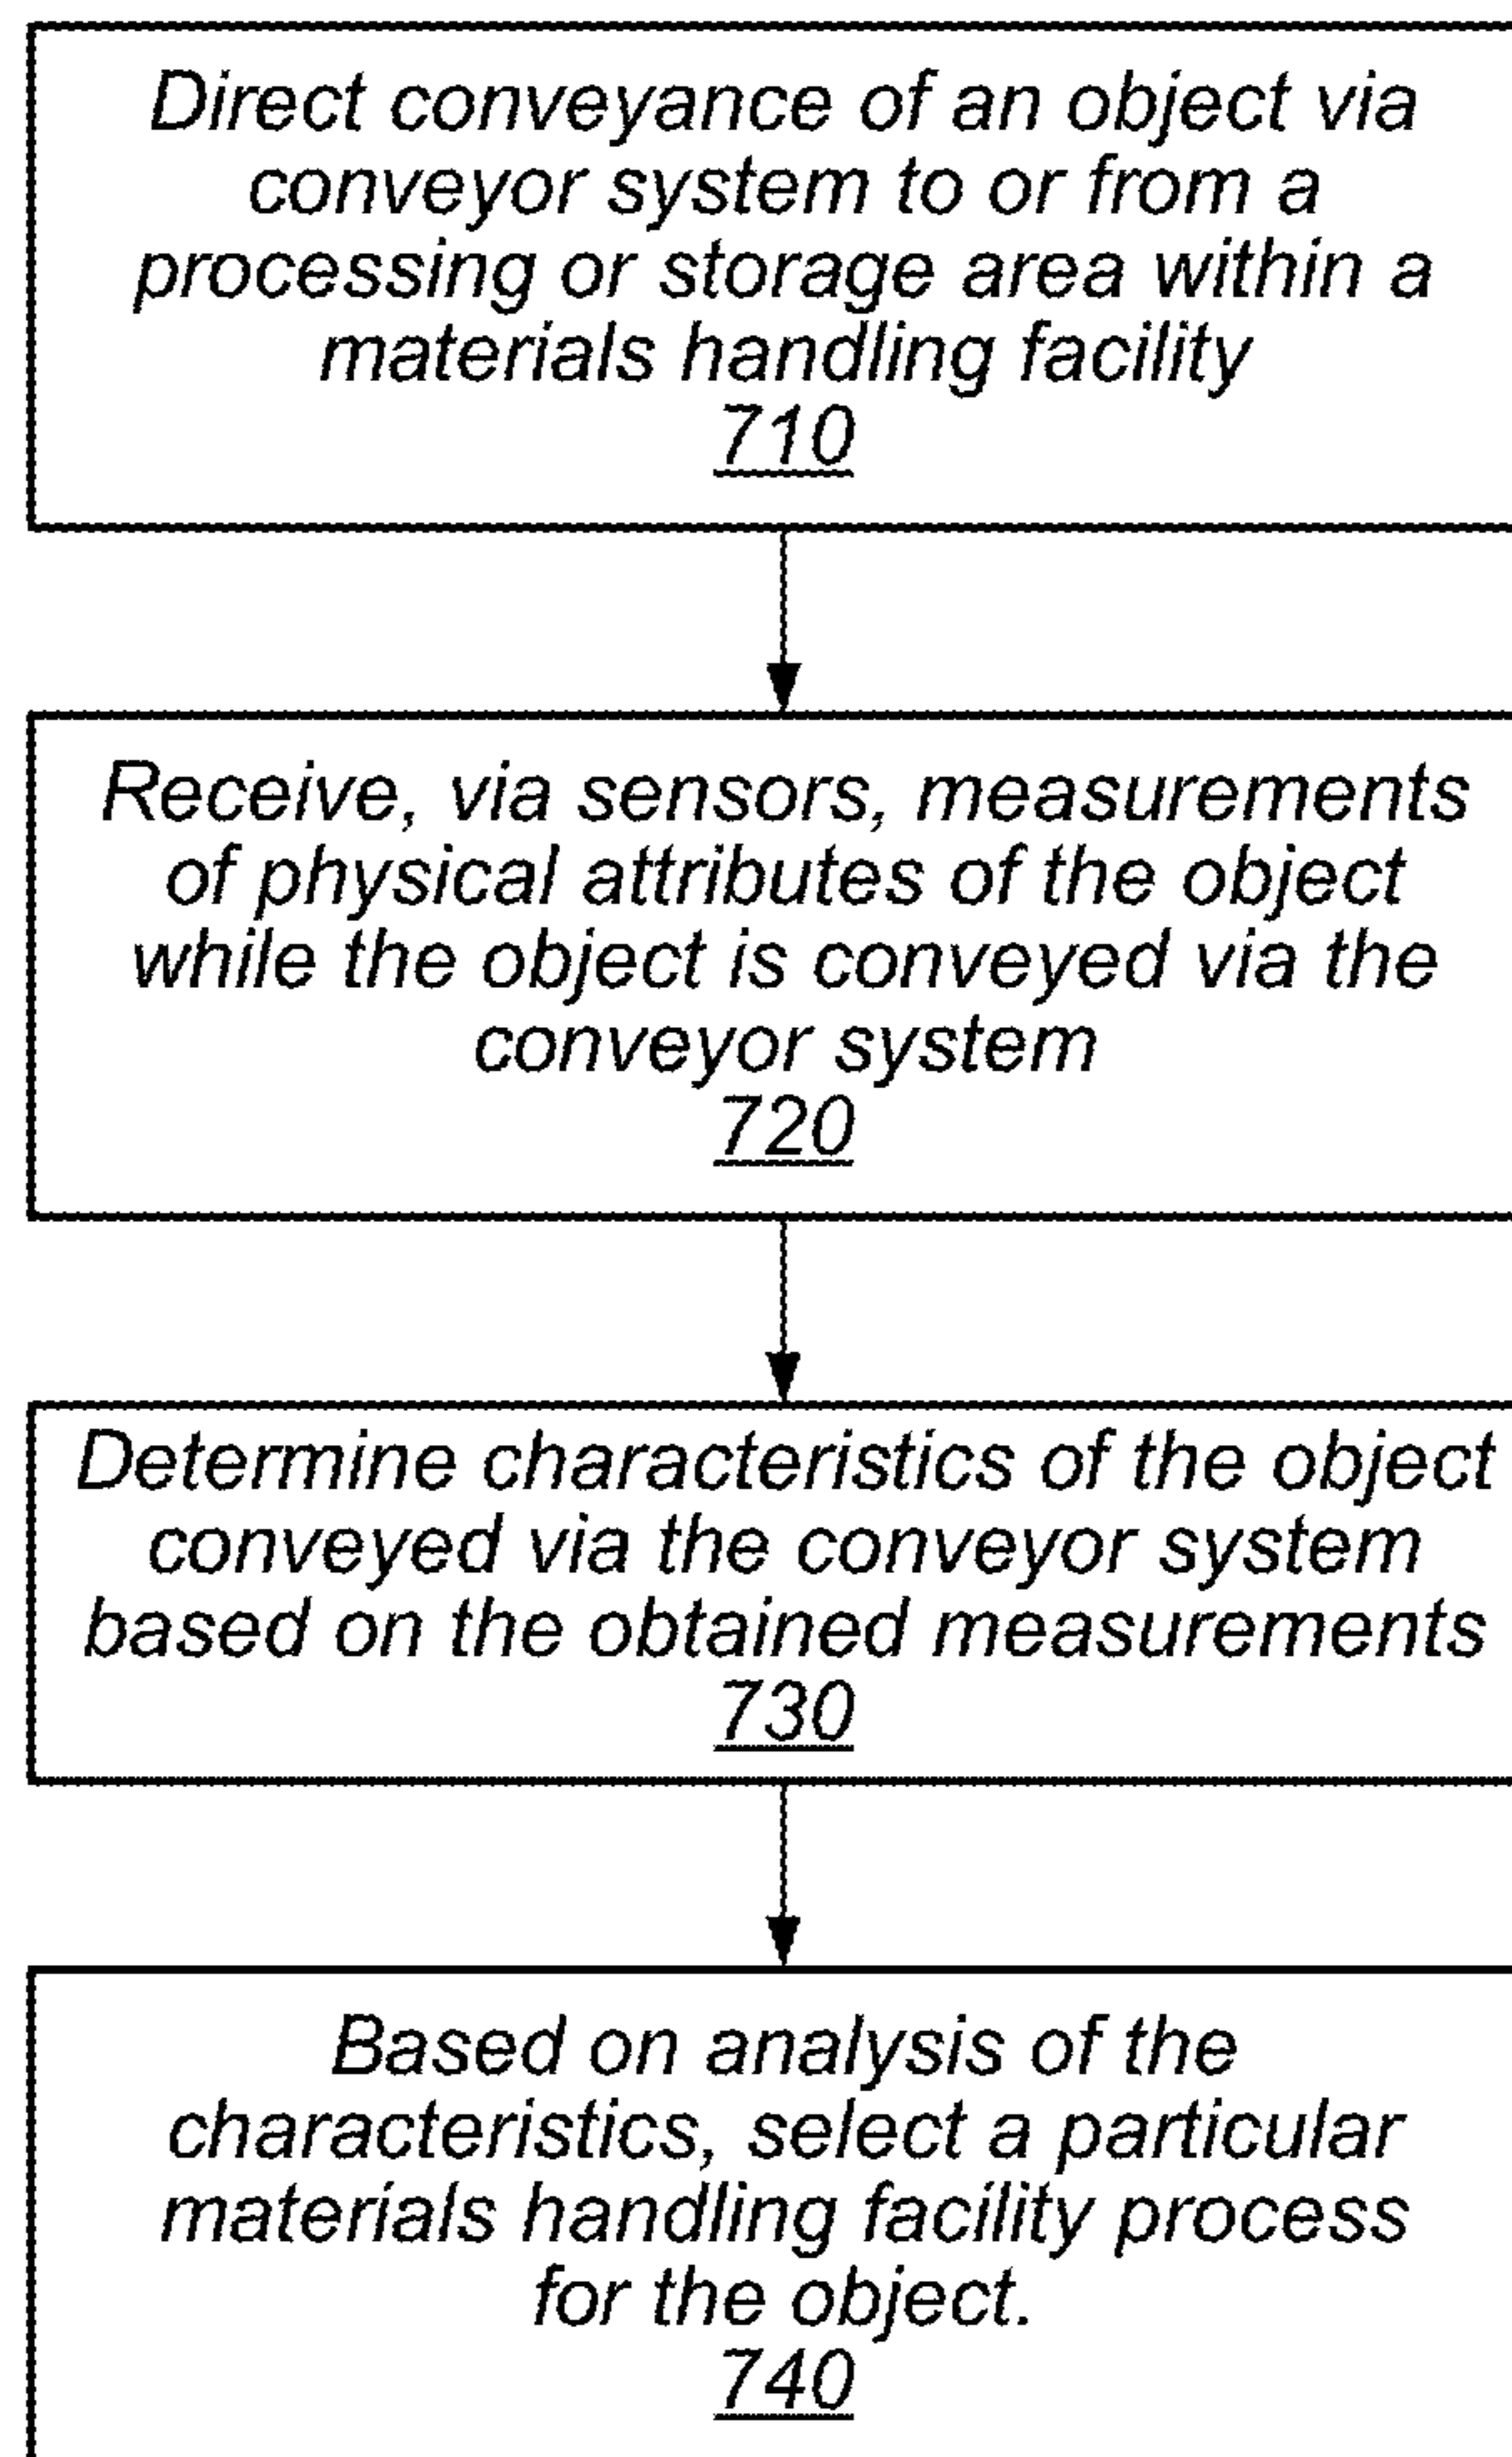 Direct conveyance of an object via
conveyor system to or from a
processing or storage area within a
materials handling facility
710
Receive, via sensors, measurements
of physical attributes of the object
while the object is conveyed via the
conveyor system
720
Determine characteristics of the object
conveyed via the conveyor system
based on the obtained measurements
730
Based on analysis of the
characteristics, select a particular
materials handling facility process
for the object.
740